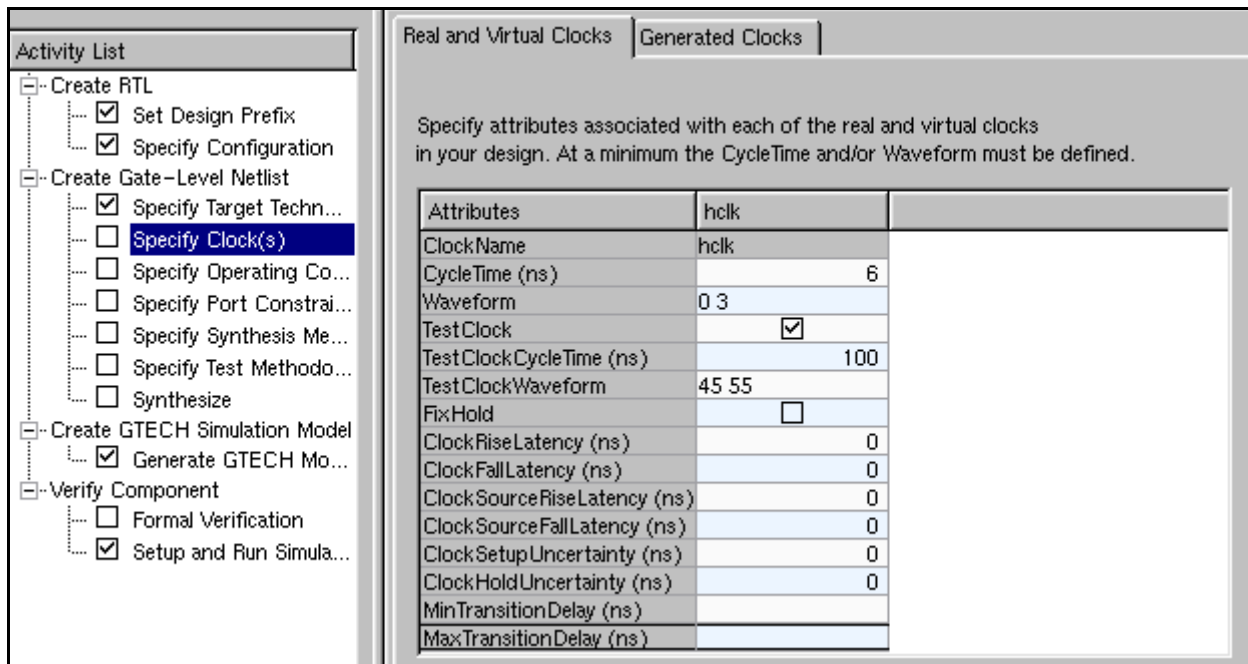 Activity List
Create RTL
Set Design Prefix
Specify Configuration
Create Gate-Level Netlist
Specify Target Techn...
Specify Clock(s)
Specify Operating Co...
Specify Port Constrai...
Specify Synthesis Me...
Specify Test Methodo...
Synthesize
Create GTECH Simulation Model
Generate GTECH Mo...
Verify Component
Formal Verification
Setup and Run Simula...
Real and Virtual Clocks Generated Clocks
Specify attributes associated with each of the real and virtual clocks
in your design. At a minimum the CycleTime and/or Waveform must be defined.
Attributes hclk
ClockName hclk
CycleTime (ns) 6
Waveform 0 3
TestClock
TestClockCycleTime (ns) 100
TestClockWaveform 45 55
FixHold
ClockRiseLatency (ns) 0
ClockFallLatency (ns) 0
ClockSourceRiseLatency (ns) 0
ClockSourceFallLatency (ns) 0
ClockSetupUncertainty (ns) 0
ClockHoldUncertainty (ns) 0
MinTransitionDelay (ns)
MaxTransitionDelay (ns)